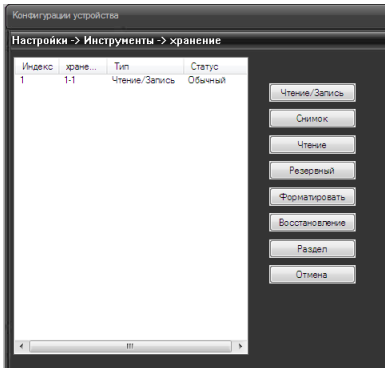 Конфигурации устройства
Настройки -> Инструменты -> хранение
Индекс хране... Тип Статус
1 1-1 Чтение/Запись Обычный
Чтение/Запись
Снимок
Чтение
Резервный
Форматировать
Восстановление
Раздел
Отмена